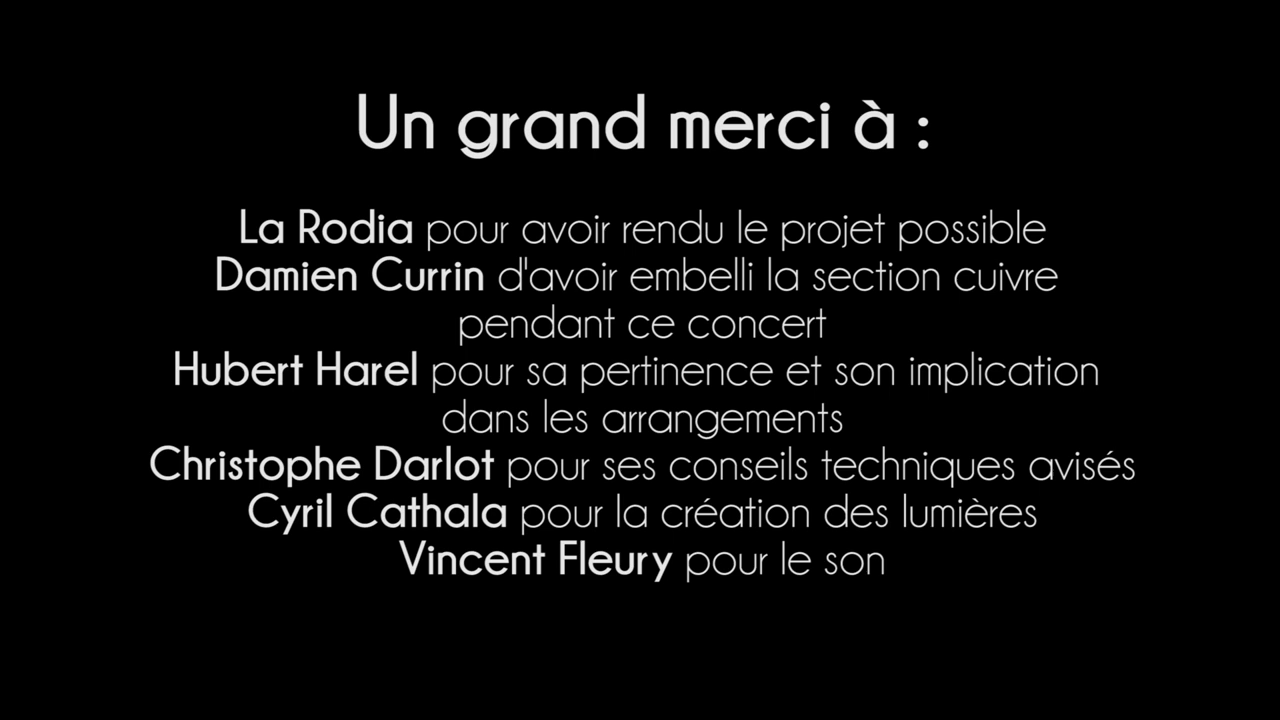 Un grand merci à :
La Rodia pour avoir rendu le projet possible
Damien Currin d'avoir embelli la section cuivre
pendant ce concert
Hubert Harel pour sa pertinence et son implication
dans les arrangements
Christophe Darlot pour ses conseils techniques avisés
Cyril Cathala pour la création des lumières
Vincent Fleury pour le son